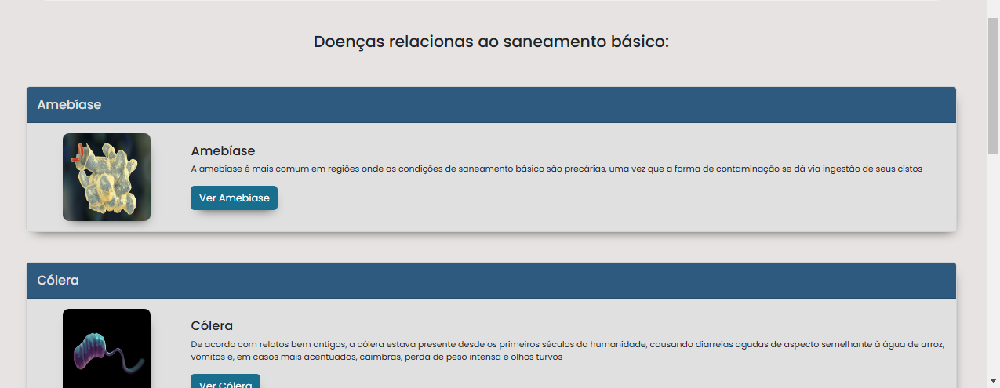 Doenças relacionas ao saneamento básico:
Amebíase
Amebíase
A amebíase é mais comum em regiões onde as condições de saneamento básico são precárias, uma vez que a forma de contaminação se dá via ingestão de seus cistos
Ver Amebíase
Cólera
Cólera
De acordo com relatos bem antigos, a cólera estava presente desde os primeiros séculos da humanidade, causando diarreias agudas de aspecto semelhante à água de arroz,
vômitos e, em casos mais acentuados, câimbras, perda de peso intensa e olhos turvos
Ver Cólera